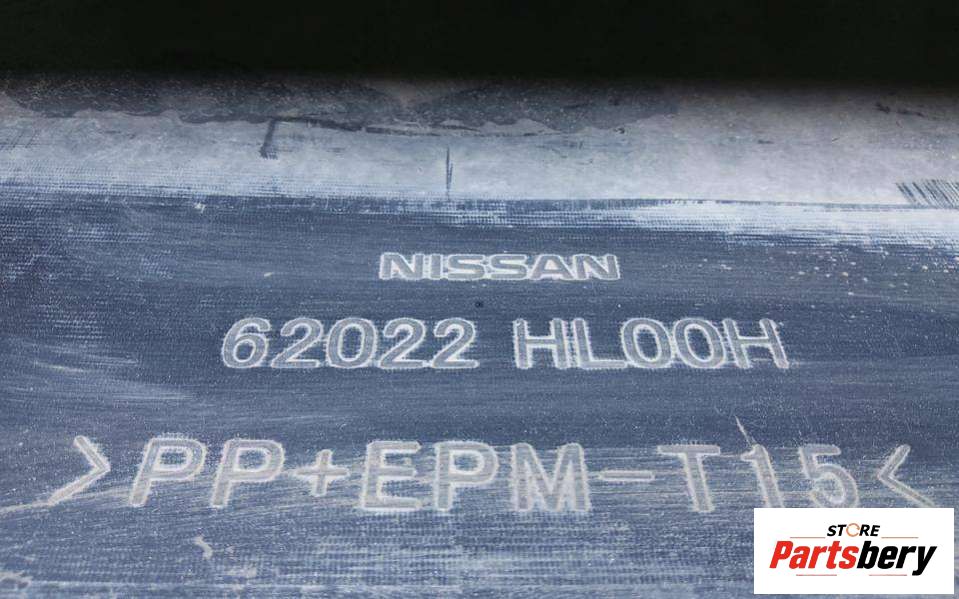 NISSAN
62022 HL00H
>PP+EPM-T15<
STORE
Partsbery